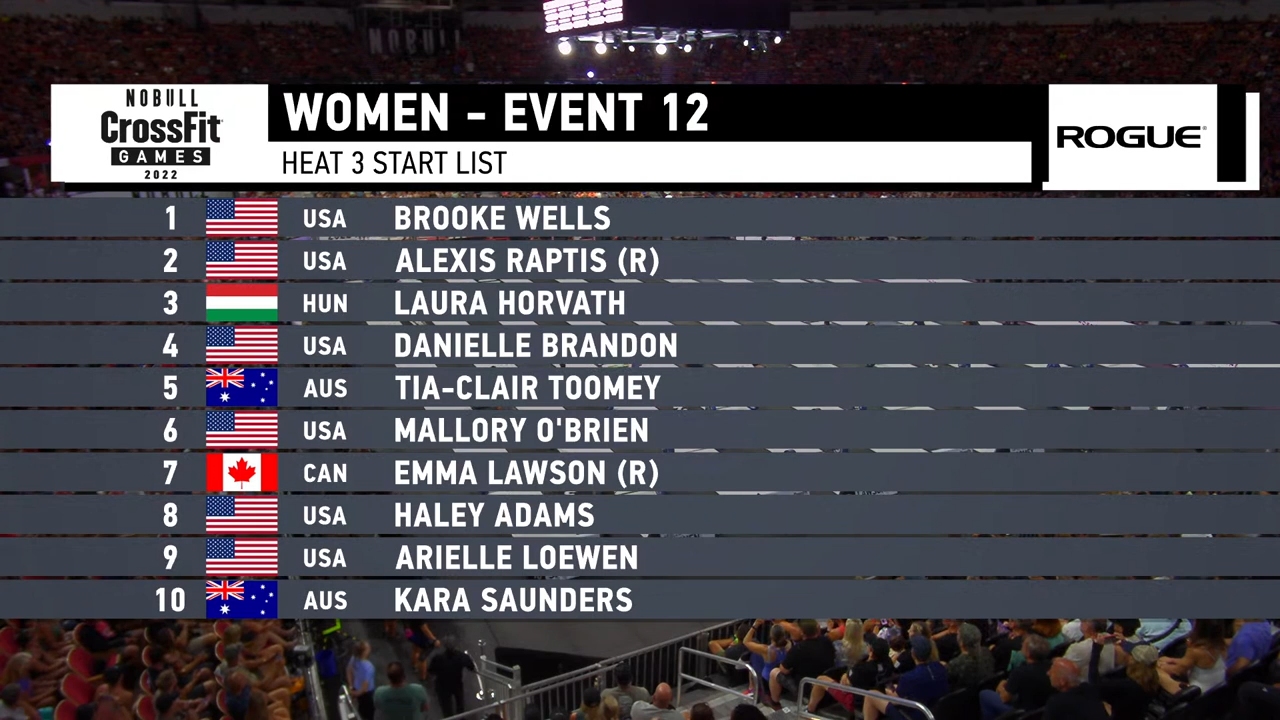 NOBULL
NOBULL
CrossFit
GAMES
2022
WOMEN - EVENT 12
HEAT 3 START LIST
ROGUE
1 USA BROOKE WELLS
2 USA ALEXIS RAPTIS (R)
3 HUN LAURA HORVATH
4 USA DANIELLE BRANDON
5 AUS TIA-CLAIR TOOMEY
6 USA MALLORY O'BRIEN
7 CAN EMMA LAWSON (R)
8 USA HALEY ADAMS
9 USA ARIELLE LOEWEN
10 AUS KARA SAUNDERS